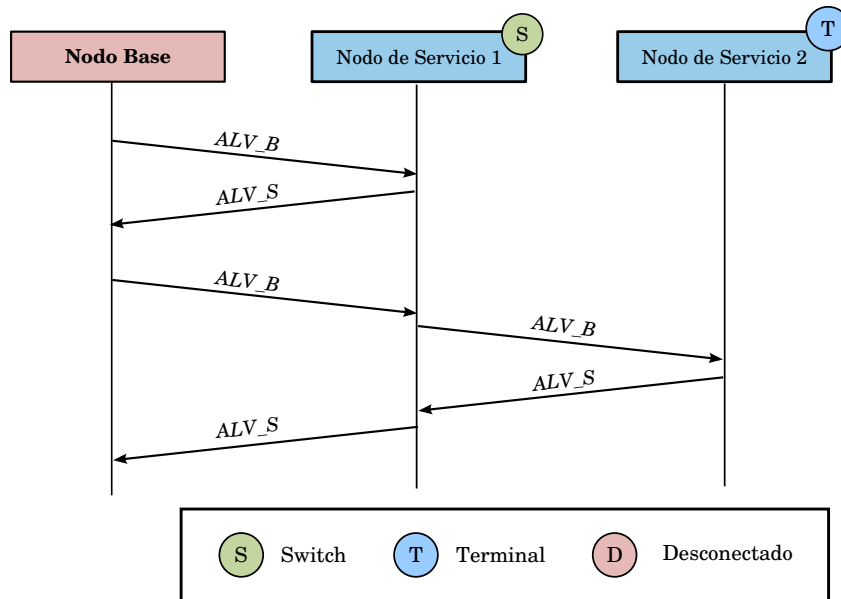 S
T
Nodo Base
Nodo de Servicio 1
Nodo de Servicio 2
ALV_B
ALV_S
ALV_B
ALV_B
ALV_S
ALV_S
S Switch
T Terminal
D Desconectado